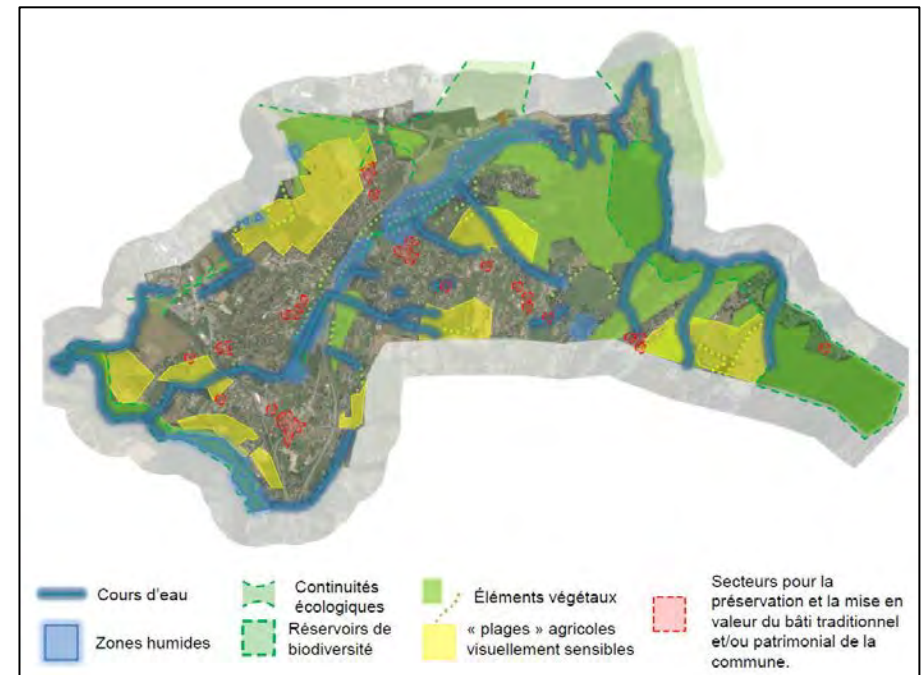 Cours d'eau
Zones humides
Continuités
écologiques
Réservoirs de
biodiversité
Éléments végétaux
« plages » agricoles
visuellement sensibles
Secteurs pour la
préservation et la mise en
valeur du bâti traditionnel
et/ou patrimonial de la
commune.